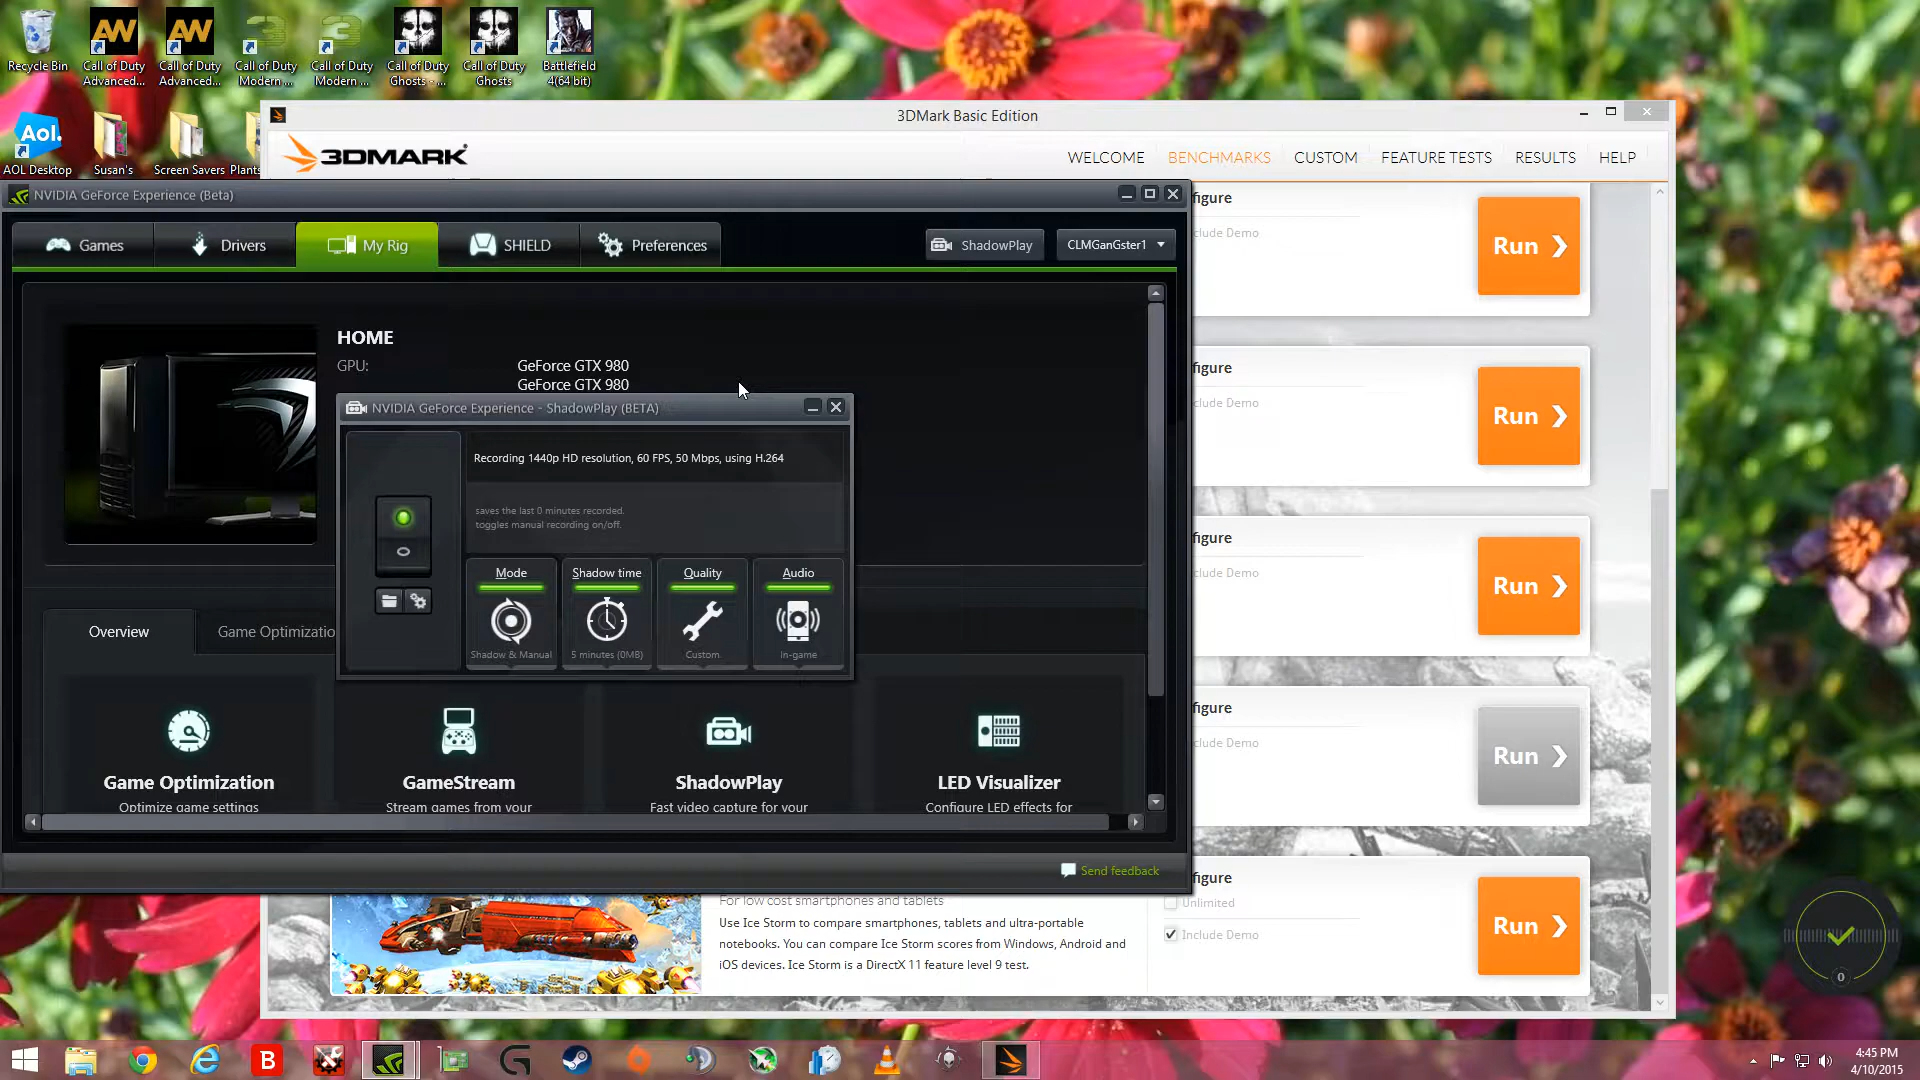 Recycle Bin
Call of Duty Advanced...
Call of Duty Advanced...
Call of Duty Modern ...
Call of Duty Modern ...
Call of Duty Ghosts - ...
Call of Duty Ghosts
Battlefield 4(64 bit)
Aol.
AOL Desktop
Susan's
Screen Savers
Plants
3DMark Basic Edition
3DMARK
WELCOME
BENCHMARKS
CUSTOM
FEATURE TESTS
RESULTS
HELP
NVIDIA GeForce Experience (Beta)
Games
Drivers
My Rig
SHIELD
Preferences
ShadowPlay
CLMGanGster1
HOME
GPU:
GeForce GTX 980
GeForce GTX 980
NVIDIA GeForce Experience - ShadowPlay (BETA)
Recording 1440p HD resolution, 60 FPS, 50 Mbps, using H.264
saves the last 0 minutes recorded.
toggles manual recording on/off.
Mode
Shadow & Manual
Shadow time
5 minutes (0MB)
Quality
Custom
Audio
In-game
Overview
Game Optimizatio
Game Optimization
Optimize game settings
GameStream
Stream games from your
ShadowPlay
Fast video capture for your
LED Visualizer
Configure LED effects for
Send feedback
figure
clude Demo
Run
figure
clude Demo
Run
figure
clude Demo
Run
figure
clude Demo
Run
For low cost smartphones and tablets
Use Ice Storm to compare smartphones, tablets and ultra-portable
notebooks. You can compare Ice Storm scores from Windows, Android and
iOS devices. Ice Storm is a DirectX 11 feature level 9 test.
figure
Unlimited
Include Demo
Run
0
4:45 PM
4/10/2015